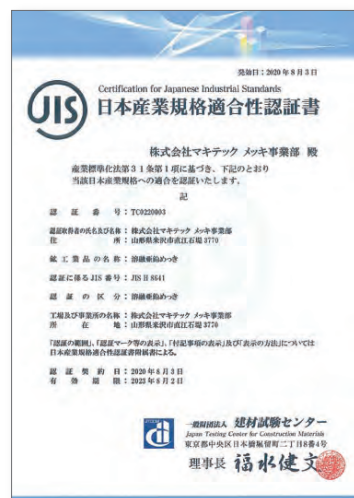 発効日：2020年8月3日
JIS
Certification for Japanese Industrial Standards
日本産業規格適合性認証書
株式会社マキテック メッキ事業部 殿
産業標準化法第31条第1項に基づき、下記のとおり
当該日本産業規格への適合を認証いたします。
記
認証番号：TC0220003
認証取得者の氏名及び名称：株式会社マキテック メッキ事業部
住所：山形県米沢市直江石堤3770
鉱工業品の名称：溶融亜鉛めっき
認証に係るJIS番号：JIS H 8641
認証の区分：溶融亜鉛めっき
工場及び事業所の名称：株式会社マキテック メッキ事業部
所在地：山形県米沢市直江石堤3770
「認証の範囲」、「認証マーク等の表示」、「付記事項の表示」及び「表示の方法」については
日本産業規格適合性認証書附属書による。
認証契約日：2020年8月3日
有効期限：2023年8月2日
一般財団法人 建材試験センター
Japan Testing Center for Construction Materials
東京都中央区日本橋堀留町二丁目8番4号
理事長 福水健文